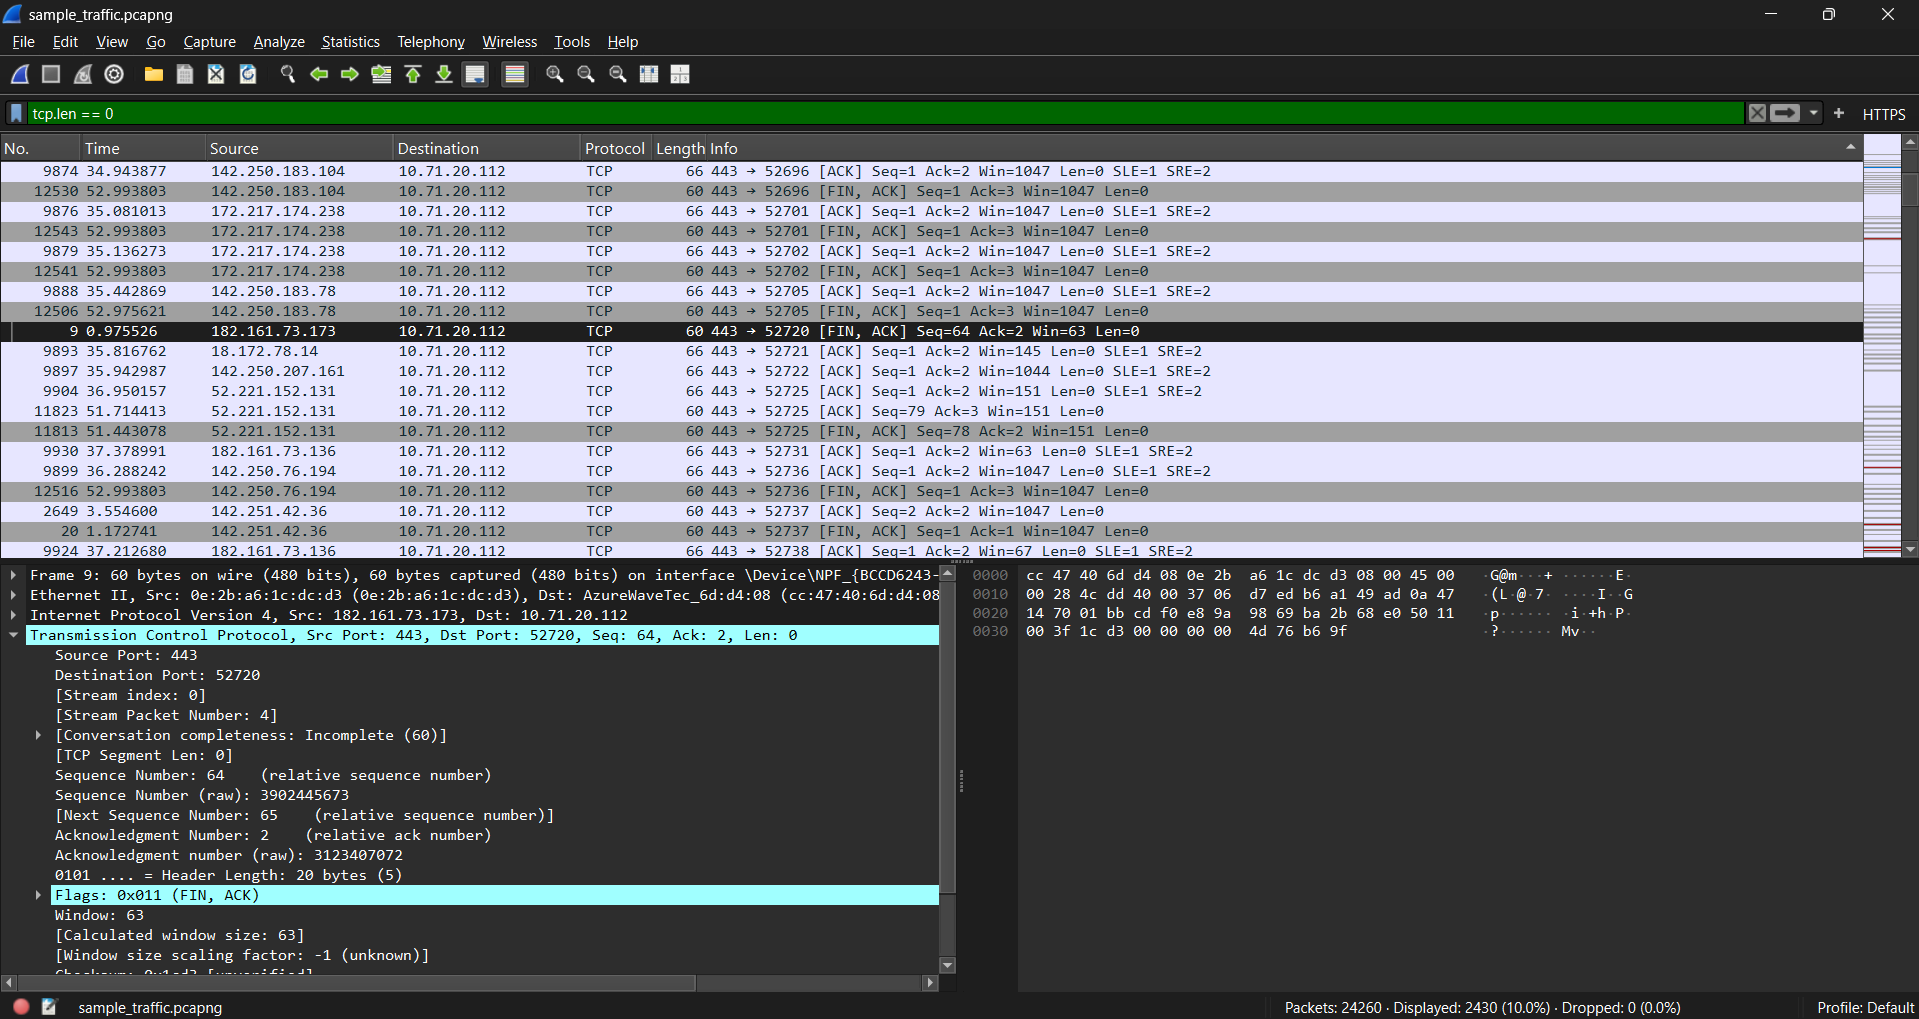 sample_traffic.pcapng
File Edit View Go Capture Analyze Statistics Telephony Wireless Tools Help
tcp.len == 0
HTTPS
No. Time Source Destination Protocol Length Info
9874 34.943877 142.250.183.104 10.71.20.112 TCP 66 443 → 52696 [ACK] Seq=1 Ack=2 Win=1047 Len=0 SLE=1 SRE=2
12530 52.993803 142.250.183.104 10.71.20.112 TCP 60 443 → 52696 [FIN, ACK] Seq=1 Ack=3 Win=1047 Len=0
9876 35.081013 172.217.174.238 10.71.20.112 TCP 66 443 → 52701 [ACK] Seq=1 Ack=2 Win=1047 Len=0 SLE=1 SRE=2
12543 52.993803 172.217.174.238 10.71.20.112 TCP 60 443 → 52701 [FIN, ACK] Seq=1 Ack=3 Win=1047 Len=0
9879 35.136273 172.217.174.238 10.71.20.112 TCP 66 443 → 52702 [ACK] Seq=1 Ack=2 Win=1047 Len=0 SLE=1 SRE=2
12541 52.993803 172.217.174.238 10.71.20.112 TCP 60 443 → 52702 [FIN, ACK] Seq=1 Ack=3 Win=1047 Len=0
9888 35.442869 142.250.183.78 10.71.20.112 TCP 66 443 → 52705 [ACK] Seq=1 Ack=2 Win=1047 Len=0 SLE=1 SRE=2
12506 52.975621 142.250.183.78 10.71.20.112 TCP 60 443 → 52705 [FIN, ACK] Seq=1 Ack=3 Win=1047 Len=0
9 0.975526 182.161.73.173 10.71.20.112 TCP 60 443 → 52720 [FIN, ACK] Seq=64 Ack=2 Win=63 Len=0
9893 35.816762 18.172.78.14 10.71.20.112 TCP 66 443 → 52721 [ACK] Seq=1 Ack=2 Win=145 Len=0 SLE=1 SRE=2
9897 35.942987 142.250.207.161 10.71.20.112 TCP 66 443 → 52722 [ACK] Seq=1 Ack=2 Win=1044 Len=0 SLE=1 SRE=2
9904 36.950157 52.221.152.131 10.71.20.112 TCP 66 443 → 52725 [ACK] Seq=1 Ack=2 Win=151 Len=0 SLE=1 SRE=2
11823 51.714413 52.221.152.131 10.71.20.112 TCP 60 443 → 52725 [ACK] Seq=79 Ack=3 Win=151 Len=0
11813 51.443078 52.221.152.131 10.71.20.112 TCP 60 443 → 52725 [FIN, ACK] Seq=78 Ack=2 Win=151 Len=0
9930 37.378991 182.161.73.136 10.71.20.112 TCP 66 443 → 52731 [ACK] Seq=1 Ack=2 Win=63 Len=0 SLE=1 SRE=2
9899 36.288242 142.250.76.194 10.71.20.112 TCP 66 443 → 52736 [ACK] Seq=1 Ack=2 Win=1047 Len=0 SLE=1 SRE=2
12516 52.993803 142.250.76.194 10.71.20.112 TCP 60 443 → 52736 [FIN, ACK] Seq=1 Ack=3 Win=1047 Len=0
2649 3.554600 142.251.42.36 10.71.20.112 TCP 60 443 → 52737 [ACK] Seq=2 Ack=2 Win=1047 Len=0
20 1.172741 142.251.42.36 10.71.20.112 TCP 60 443 → 52737 [FIN, ACK] Seq=1 Ack=1 Win=1047 Len=0
9924 37.212680 182.161.73.136 10.71.20.112 TCP 66 443 → 52738 [ACK] Seq=1 Ack=2 Win=67 Len=0 SLE=1 SRE=2
Frame 9: 60 bytes on wire (480 bits), 60 bytes captured (480 bits) on interface \Device\NPF_{BCCD6243-
Ethernet II, Src: 0e:2b:a6:1c:dc:d3 (0e:2b:a6:1c:dc:d3), Dst: AzureWaveTec_6d:d4:08 (cc:47:40:6d:d4:08
Internet Protocol Version 4, Src: 182.161.73.173, Dst: 10.71.20.112
Transmission Control Protocol, Src Port: 443, Dst Port: 52720, Seq: 64, Ack: 2, Len: 0
Source Port: 443
Destination Port: 52720
[Stream index: 0]
[Stream Packet Number: 4]
[Conversation completeness: Incomplete (60)]
[TCP Segment Len: 0]
Sequence Number: 64 (relative sequence number)
Sequence Number (raw): 3902445673
[Next Sequence Number: 65 (relative sequence number)]
Acknowledgment Number: 2 (relative ack number)
Acknowledgment number (raw): 3123407072
0101 .... = Header Length: 20 bytes (5)
Flags: 0x011 (FIN, ACK)
Window: 63
[Calculated window size: 63]
[Window size scaling factor: -1 (unknown)]
0000 cc 47 40 6d d4 08 0e 2b a6 1c dc d3 08 00 45 00 ·G@m···+ ······E·
0010 00 28 4c dd 40 00 37 06 d7 ed b6 a1 49 ad 0a 47 ·(L·@·7· ····I··G
0020 14 70 01 bb cd f0 e8 9a 98 69 ba 2b 68 e0 50 11 ·p······ ·i·+h·P·
0030 00 3f 1c d3 00 00 00 00 4d 76 b6 9f ·?······ Mv··
sample_traffic.pcapng
Packets: 24260 · Displayed: 2430 (10.0%) · Dropped: 0 (0.0%)
Profile: Default